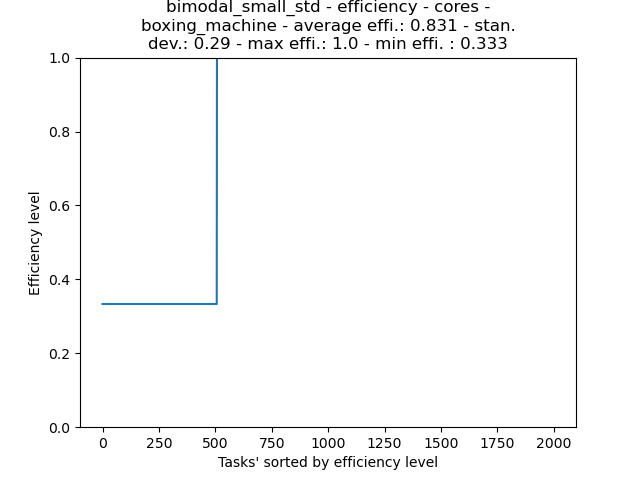 bimodal_small_std - efficiency - cores -
boxing_machine - average effi.: 0.831 - stan.
dev.: 0.29 - max effi.: 1.0 - min effi. : 0.333
1.0
0.8
0.6
0.4
0.2
0.0
Efficiency level
0 250 500 750 1000 1250 1500 1750 2000
Tasks' sorted by efficiency level